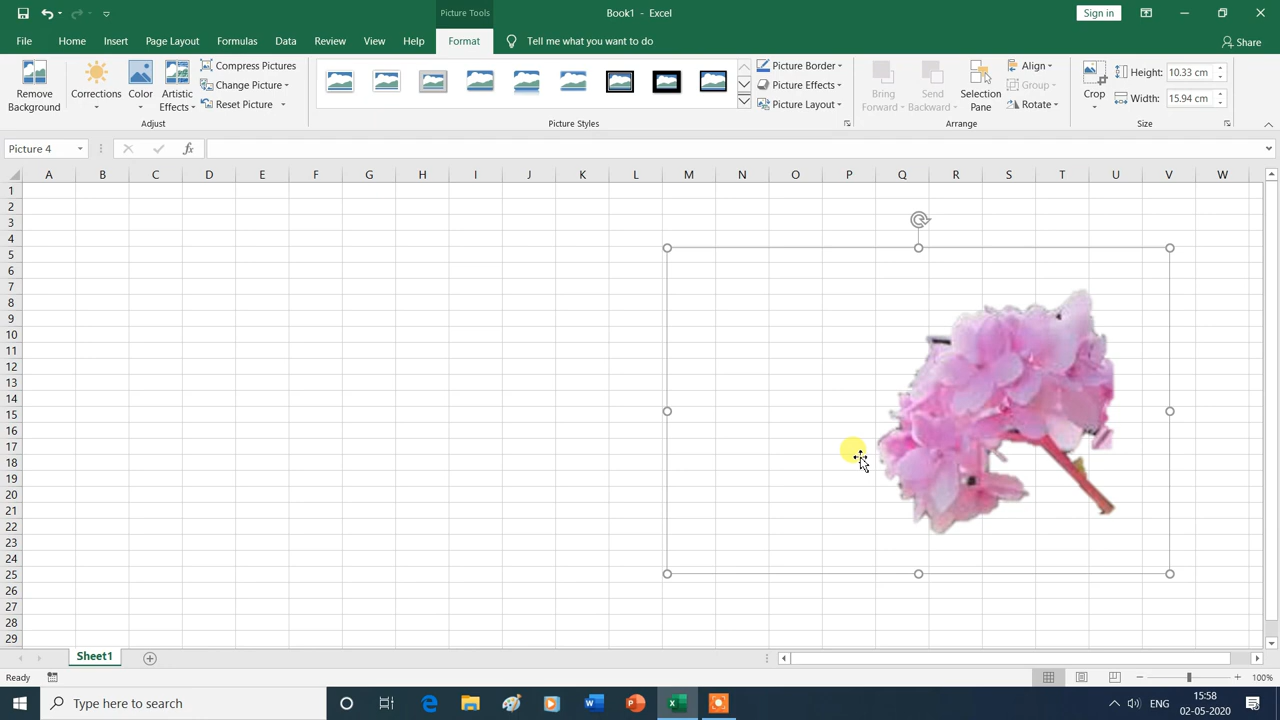 Picture Tools
Book1 - Excel
Sign in
File Home Insert Page Layout Formulas Data Review View Help Format Tell me what you want to do Share
Remove Background
Corrections
Color
Artistic Effects
Compress Pictures
Change Picture
Reset Picture
Adjust
Picture Styles
Picture Border
Picture Effects
Picture Layout
Bring Forward
Send Backward
Selection Pane
Align
Group
Rotate
Arrange
Crop
Height: 10.33 cm
Width: 15.94 cm
Size
Picture 4
fx
A B C D E F G H I J K L M N O P Q R S T U V W
1
2
3
4
5
6
7
8
9
10
11
12
13
14
15
16
17
18
19
20
21
22
23
24
25
26
27
28
29
Sheet1
Ready
100%
Type here to search
ENG
15:58
02-05-2020